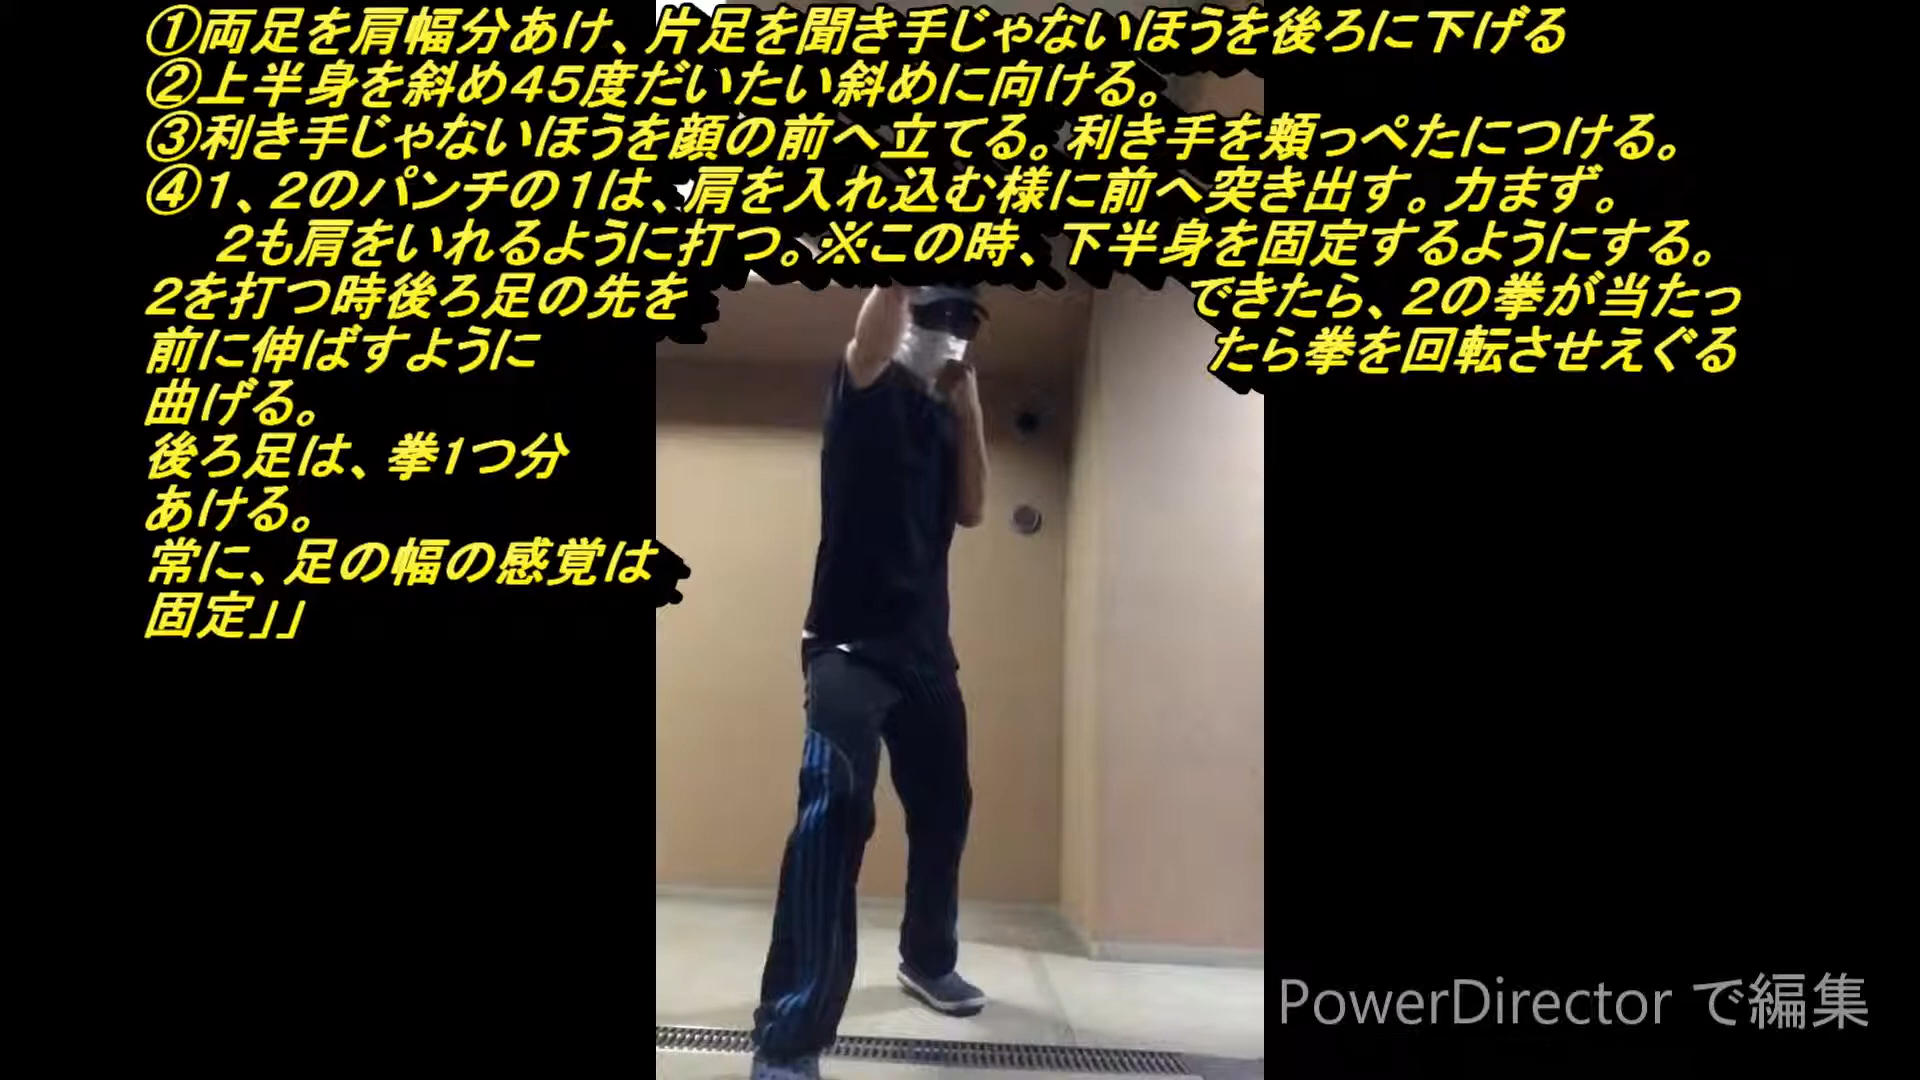 ①両足を肩幅分あけ、片足を聞き手じゃないほうを後ろに下げる
②上半身を斜め４５度だいたい斜めに向ける。
③利き手じゃないほうを顔の前へ立てる。利き手を頬っぺたにつける。
④１、２のパンチの１は、肩を入れ込む様に前へ突き出す。力まず。
２も肩をいれるように打つ。※この時、下半身を固定するようにする。
２を打つ時後ろ足の先を
前に伸ばすように
曲げる。
後ろ足は、拳1つ分
あける。
常に、足の幅の感覚は
固定」」
できたら、２の拳が当たっ
たら拳を回転させえぐる
PowerDirector で編集